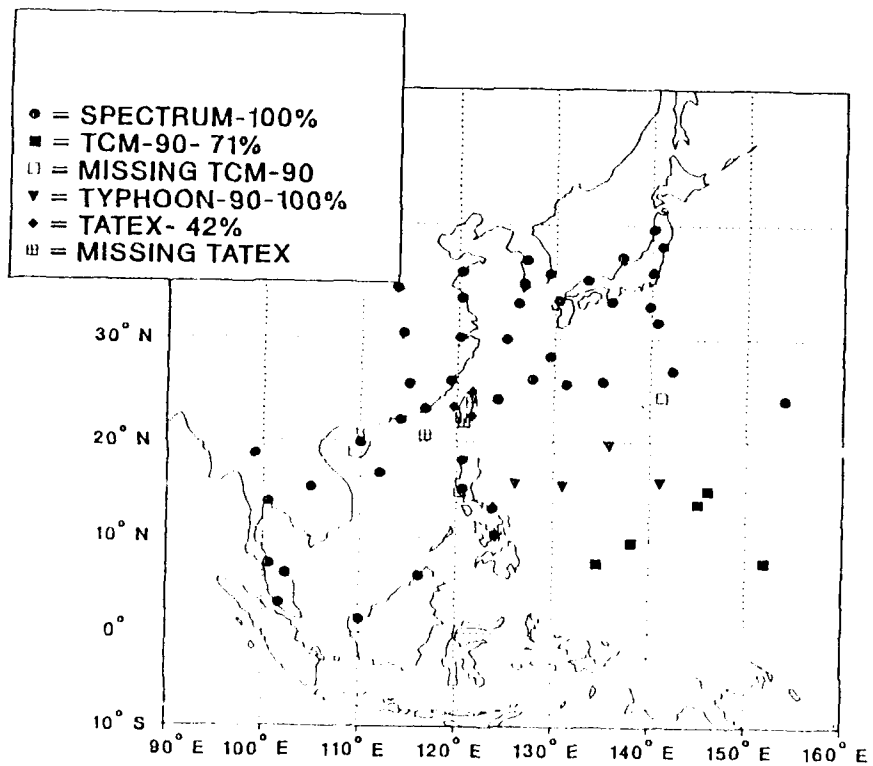 ● = SPECTRUM-100%
■ = TCM-90- 71%
□ = MISSING TCM-90
▼ = TYPHOON-90-100%
◆ = TATEX- 42%
⊞ = MISSING TATEX
30° N
20° N
10° N
0°
10° S
90° E 100° E 110° E 120° E 130° E 140° E 150° E 160° E